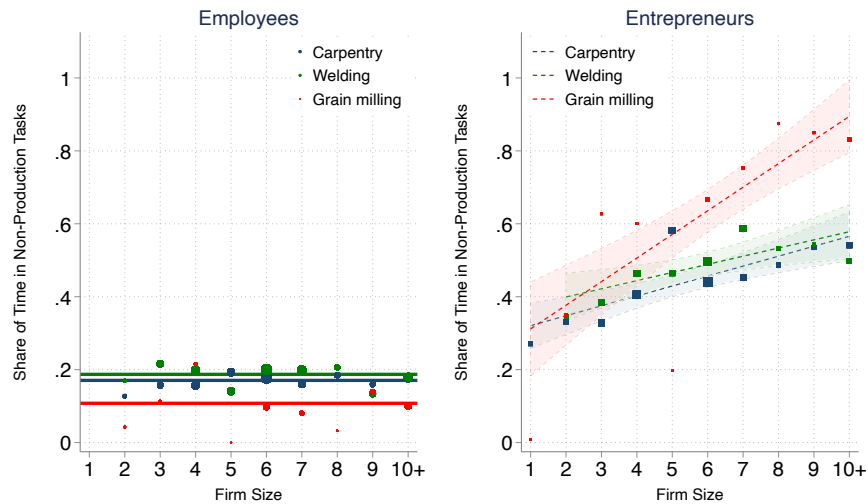 Employees
Carpentry
Welding
Grain milling
Share of Time in Non-Production Tasks
1
.8
.6
.4
.2
0
1 2 3 4 5 6 7 8 9 10+
Firm Size
Entrepreneurs
Carpentry
Welding
Grain milling
Share of Time in Non-Production Tasks
1
.8
.6
.4
.2
0
1 2 3 4 5 6 7 8 9 10+
Firm Size